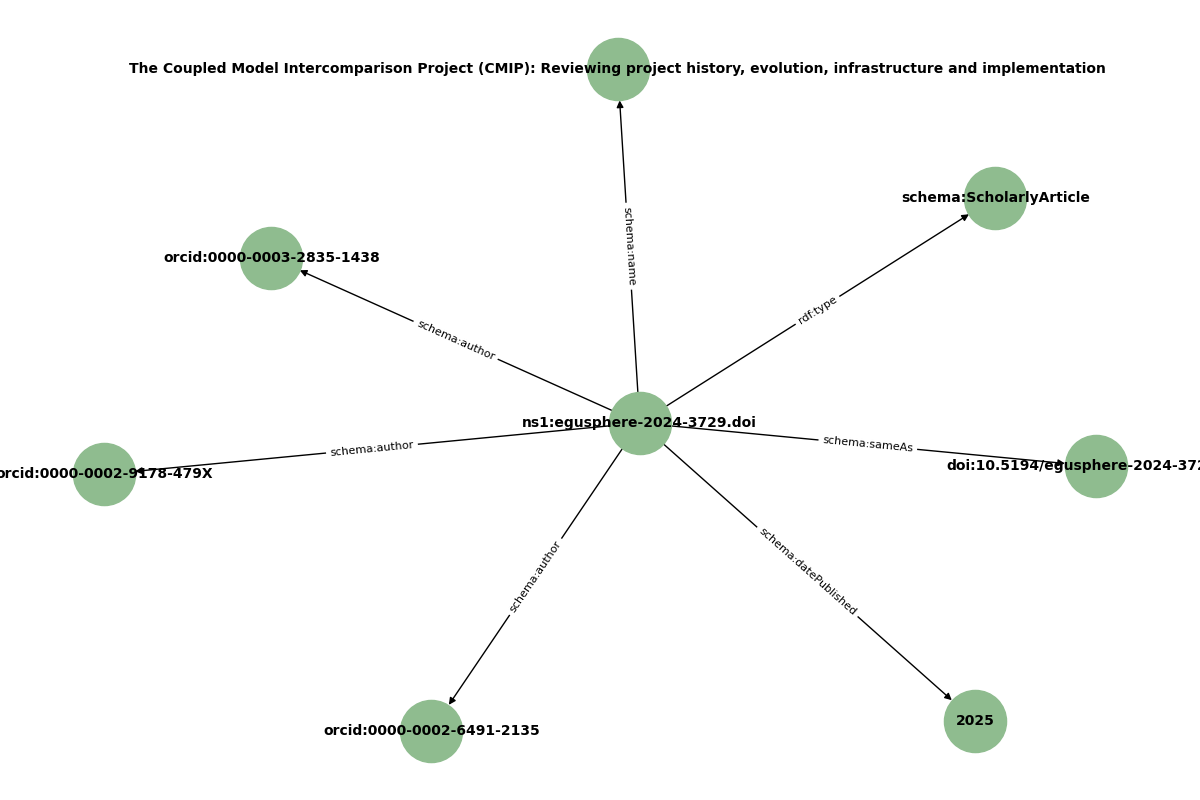 The Coupled Model Intercomparison Project (CMIP): Reviewing project history, evolution, infrastructure and implementation
schema:ScholarlyArticle
schema:name
orcid:0000-0003-2835-1438
rdf:type
schema:author
ns1:egusphere-2024-3729.doi
schema:author
schema:sameAs
orcid:0000-0002-9178-479X
doi:10.5194/egusphere-2024-372
schema:author
schema:datePublished
orcid:0000-0002-6491-2135
2025